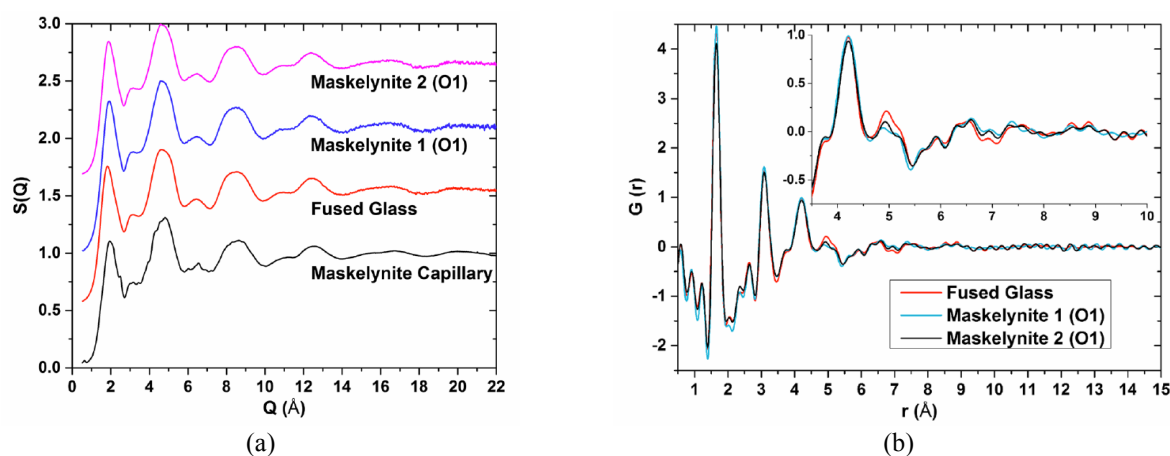 (a)
S(Q)
3.0
2.5
2.0
1.5
1.0
0.5
0.0
Maskelynite 2 (O1)
Maskelynite 1 (O1)
Fused Glass
Maskelynite Capillary
0 2 4 6 8 10 12 14 16 18 20 22
Q (Å)
(a)
(b)
G (r)
4
3
2
1
0
-1
-2
1.0
0.5
0.0
-0.5
4 5 6 7 8 9 10
Fused Glass
Maskelynite 1 (O1)
Maskelynite 2 (O1)
1 2 3 4 5 6 7 8 9 10 11 12 13 14 15
r (Å)
(b)